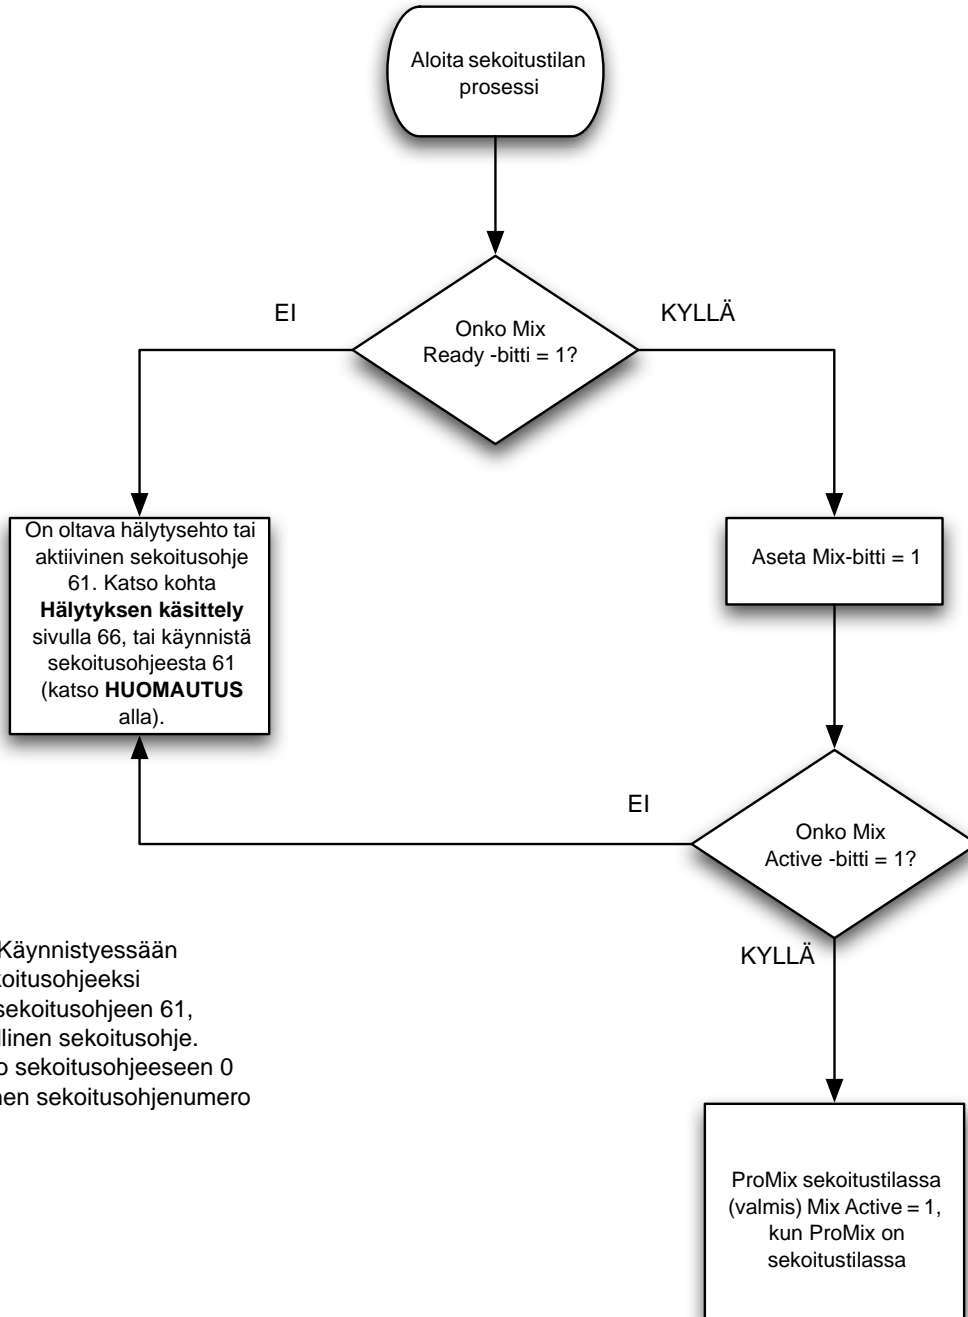 Aloita sekoitustilan
prosessi
EI
KYLLÄ
Onko Mix
Ready -bitti = 1?
On oltava hälytysehto tai
aktiivinen sekoitusohje
61. Katso kohta
Hälytyksen käsittely
sivulla 66, tai käynnistä
sekoitusohjeesta 61
(katso HUOMAUTUS
alla).
Aseta Mix-bitti = 1
EI
Onko Mix
Active -bitti = 1?
KYLLÄ
Käynnistyessään
koitusohjeeksi
sekoitusohjeen 61,
llinen sekoitusohje.
o sekoitusohjeeseen 0
nen sekoitusohjenumero
ProMix sekoitustilassa
(valmis) Mix Active = 1,
kun ProMix on
sekoitustilassa